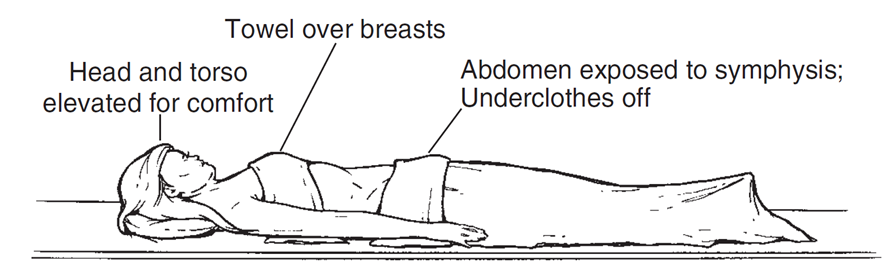 Towel over breasts
Head and torso
elevated for comfort
Abdomen exposed to symphysis;
Underclothes off